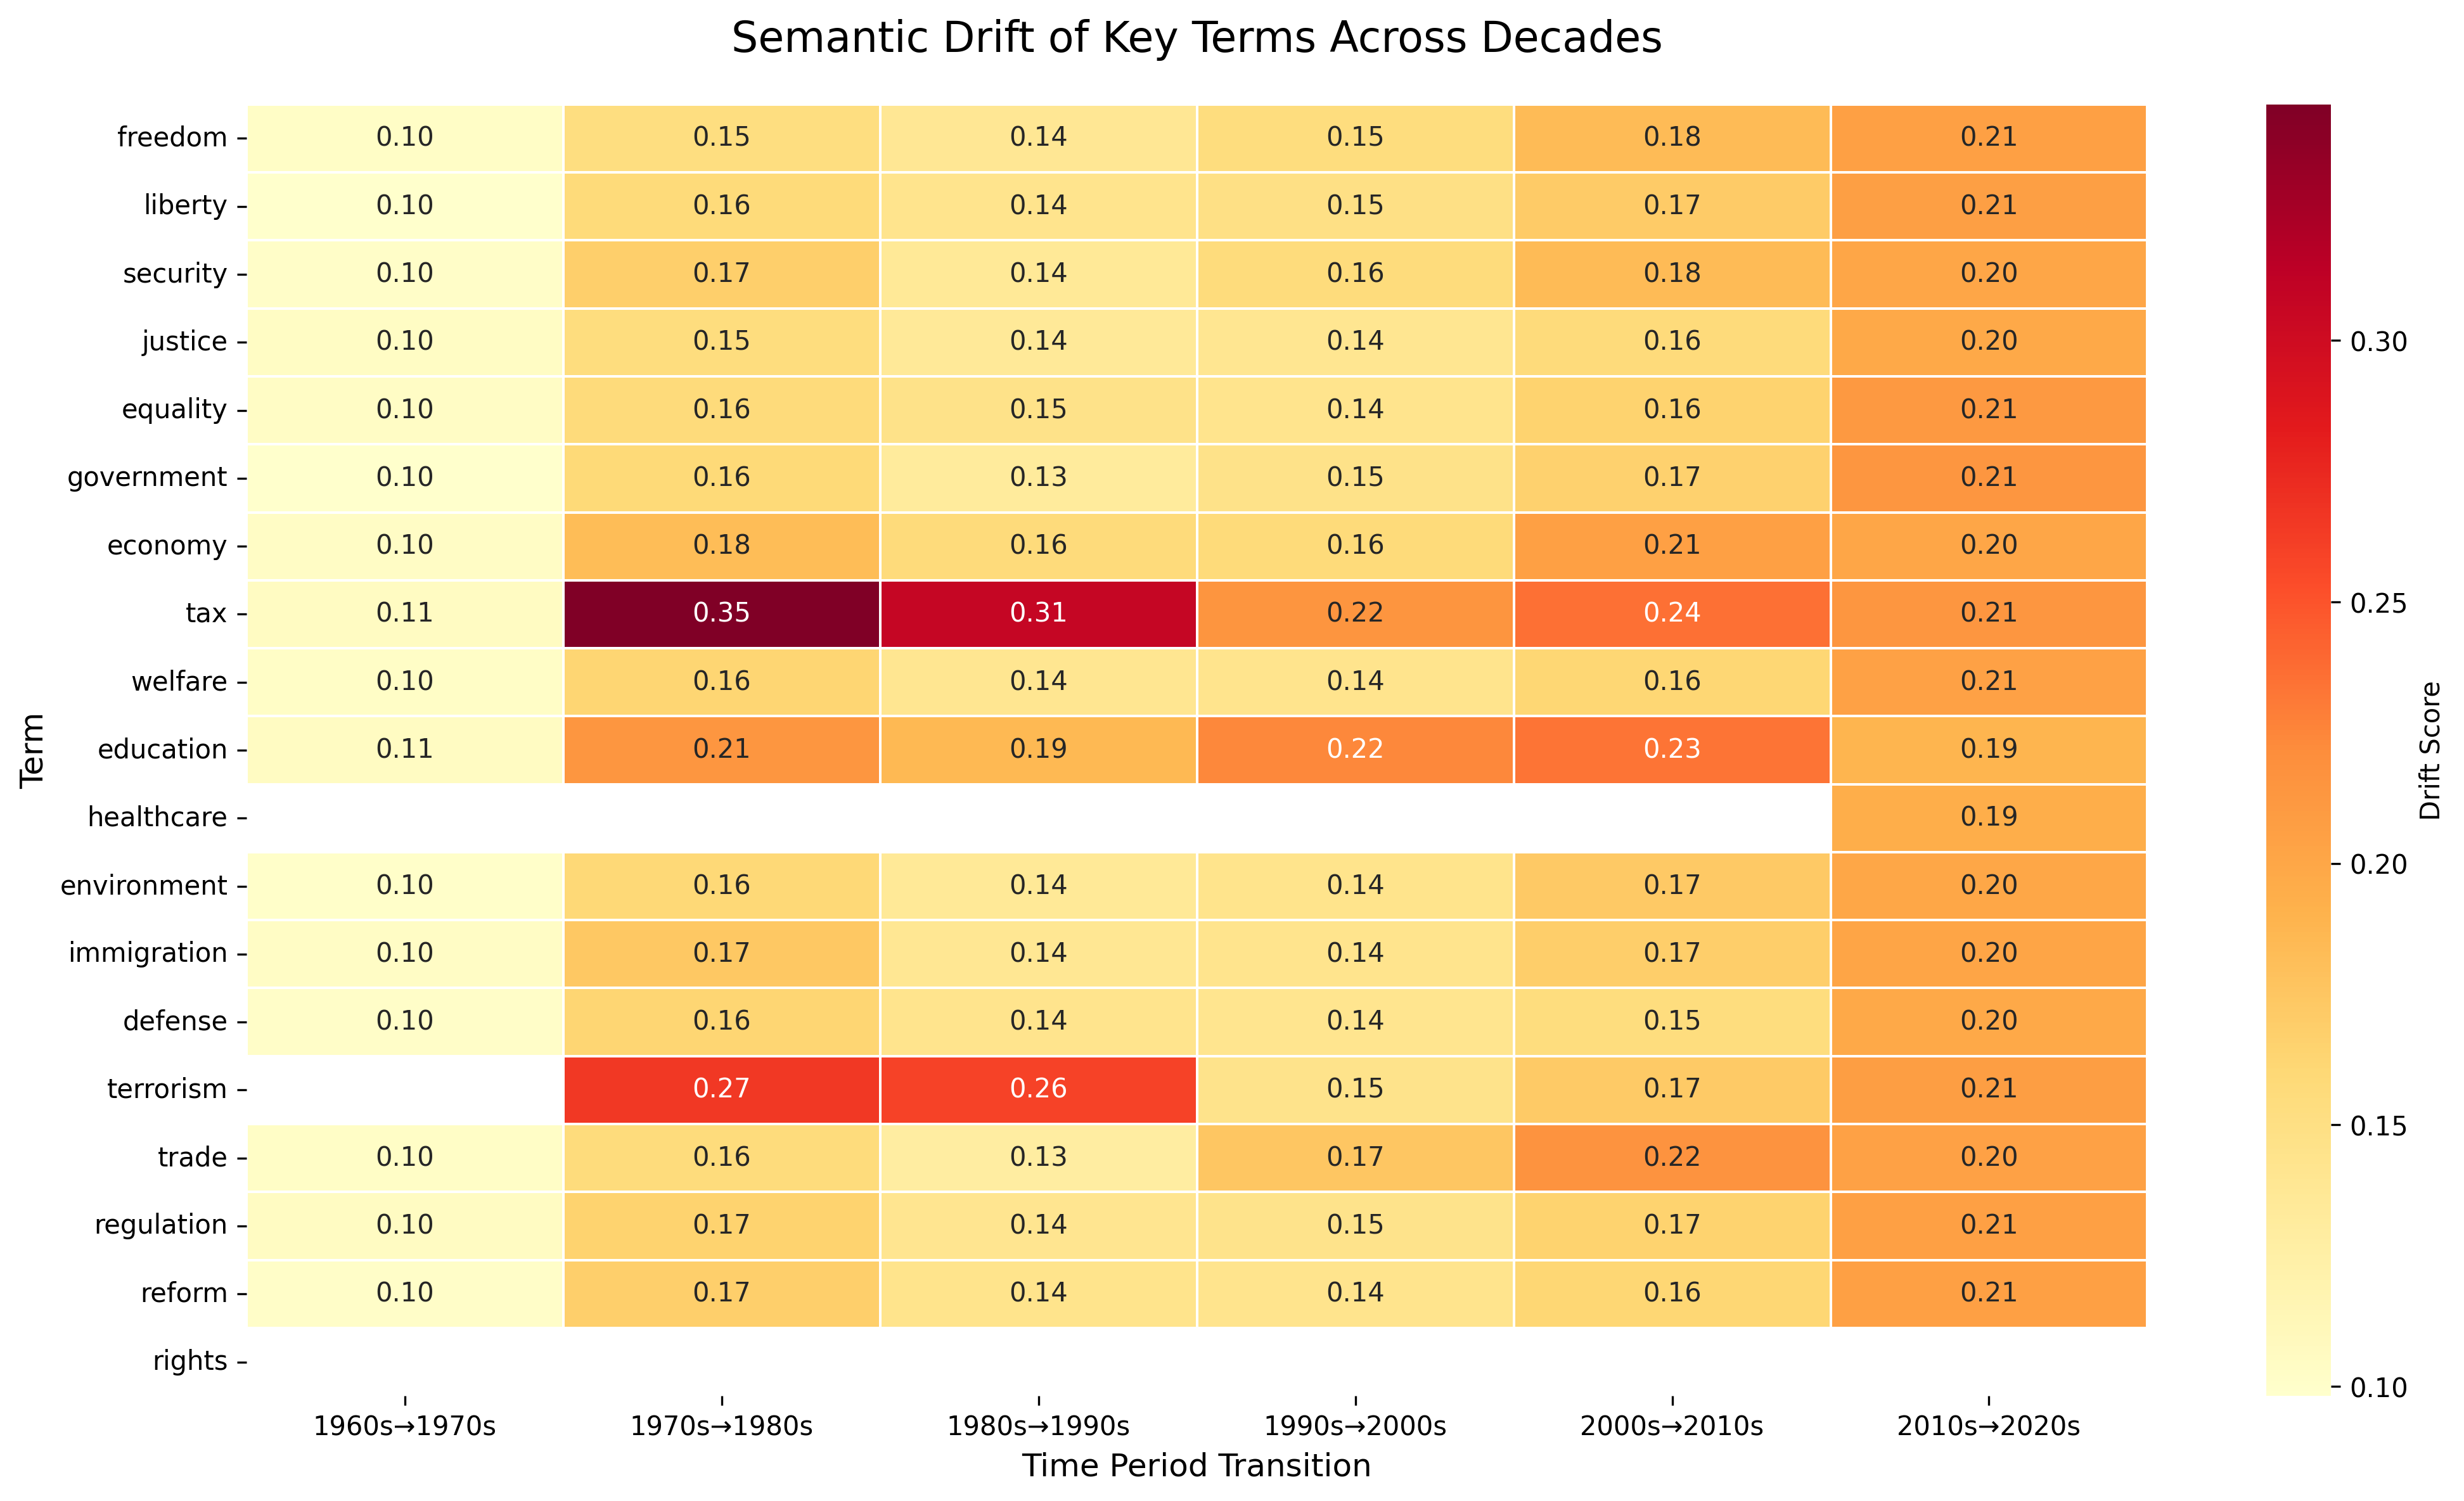 Semantic Drift of Key Terms Across Decades
freedom 0.10 0.15 0.14 0.15 0.18 0.21
liberty 0.10 0.16 0.14 0.15 0.17 0.21
security 0.10 0.17 0.14 0.16 0.18 0.20
justice 0.10 0.15 0.14 0.14 0.16 0.20
equality 0.10 0.16 0.15 0.14 0.16 0.21
government 0.10 0.16 0.13 0.15 0.17 0.21
economy 0.10 0.18 0.16 0.16 0.21 0.20
tax 0.11 0.35 0.31 0.22 0.24 0.21
welfare 0.10 0.16 0.14 0.14 0.16 0.21
education 0.11 0.21 0.19 0.22 0.23 0.19
healthcare 0.19
environment 0.10 0.16 0.14 0.14 0.17 0.20
immigration 0.10 0.17 0.14 0.14 0.17 0.20
defense 0.10 0.16 0.14 0.14 0.15 0.20
terrorism 0.27 0.26 0.15 0.17 0.21
trade 0.10 0.16 0.13 0.17 0.22 0.20
regulation 0.10 0.17 0.14 0.15 0.17 0.21
reform 0.10 0.17 0.14 0.14 0.16 0.21
rights
1960s→1970s 1970s→1980s 1980s→1990s 1990s→2000s 2000s→2010s 2010s→2020s
Time Period Transition
Term
0.30
0.25
0.20
0.15
0.10
Drift Score